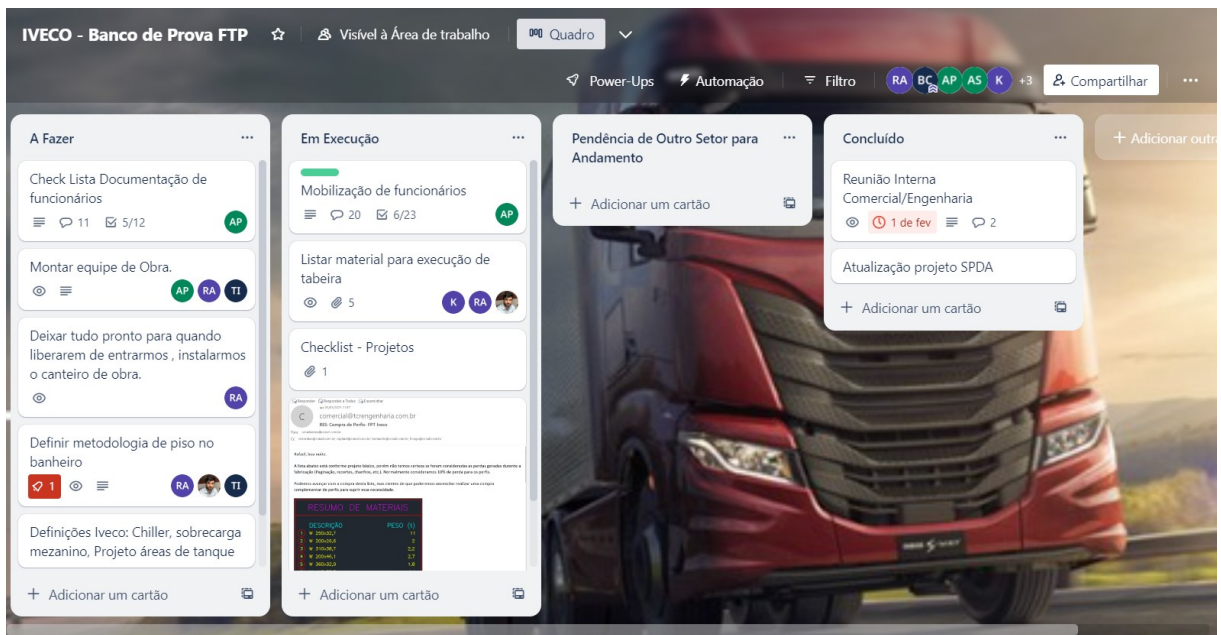 IVECO - Banco de Prova FTP
Visível à Área de trabalho
Quadro
Power-Ups
Automação
Filtro
RA BC AP AS K +3
Compartilhar
A Fazer
Check Lista Documentação de
funcionários
11 5/12 AP
Montar equipe de Obra.
AP RA TI
Deixar tudo pronto para quando
liberarem de entrarmos , instalarmos
o canteiro de obra.
RA
Definir metodologia de piso no
banheiro
1 RA TI
Definições Iveco: Chiller, sobrecarga
mezanino, Projeto áreas de tanque
+ Adicionar um cartão
Em Execução
Mobilização de funcionários
20 6/23 AP
Listar material para execução de
tabeira
5 K RA
Checklist - Projetos
1
C
comercial@tcrengenharia.com.br
RES: Compra de Perfis FPT Iveco
RESUMO DE MATERIAIS
DESCRIÇÃO PESO (t)
+ Adicionar um cartão
Pendência de Outro Setor para
Andamento
+ Adicionar um cartão
Concluído
Reunião Interna
Comercial/Engenharia
1 de fev 2
Atualização projeto SPDA
+ Adicionar um cartão
+ Adicionar outra